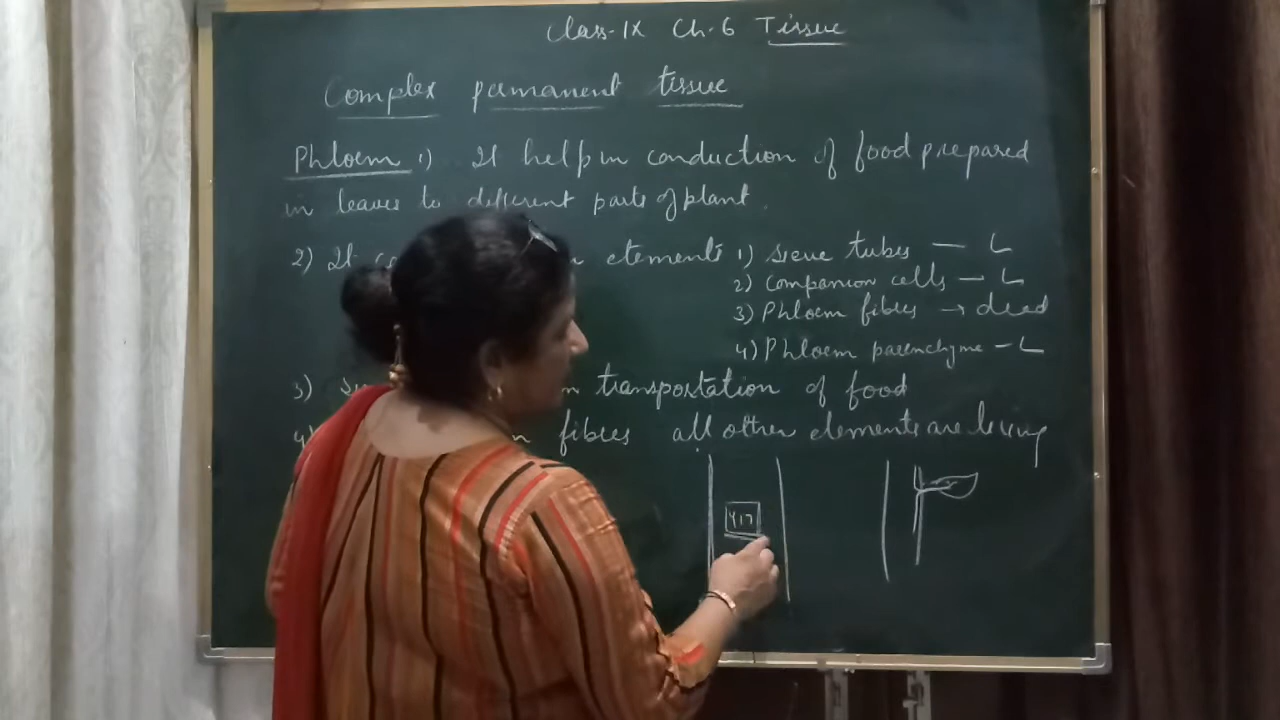 Class-IX Ch.6 Tissue
Complex permanent tissue
Phloem 1) It help in conduction of food prepared
in leaves to different parts of plant.
2) It elements 1) sieve tubes — L
2) Companion cells — L
3) Phloem fibres → dead
4) Phloem parenchyma - L
3) transportation of food
fibres all other elements are living